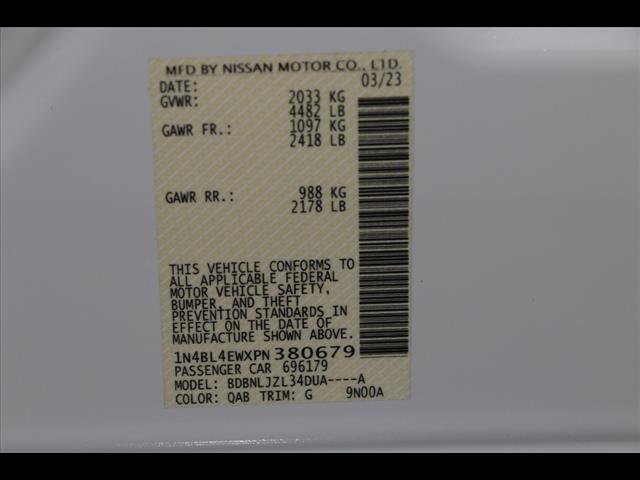 MFD BY NISSAN MOTOR CO., LTD.
DATE: 03/23
GVWR: 2033 KG
4482 LB
GAWR FR.: 1097 KG
2418 LB
GAWR RR.: 988 KG
2178 LB
THIS VEHICLE CONFORMS TO
ALL APPLICABLE FEDERAL
MOTOR VEHICLE SAFETY,
BUMPER, AND THEFT
PREVENTION STANDARDS IN
EFFECT ON THE DATE OF
MANUFACTURE SHOWN ABOVE.
1N4BL4EWXPN380679
PASSENGER CAR 696179
MODEL: BDBNLJZL34DUA----A
COLOR: QAB TRIM: G 9N00A